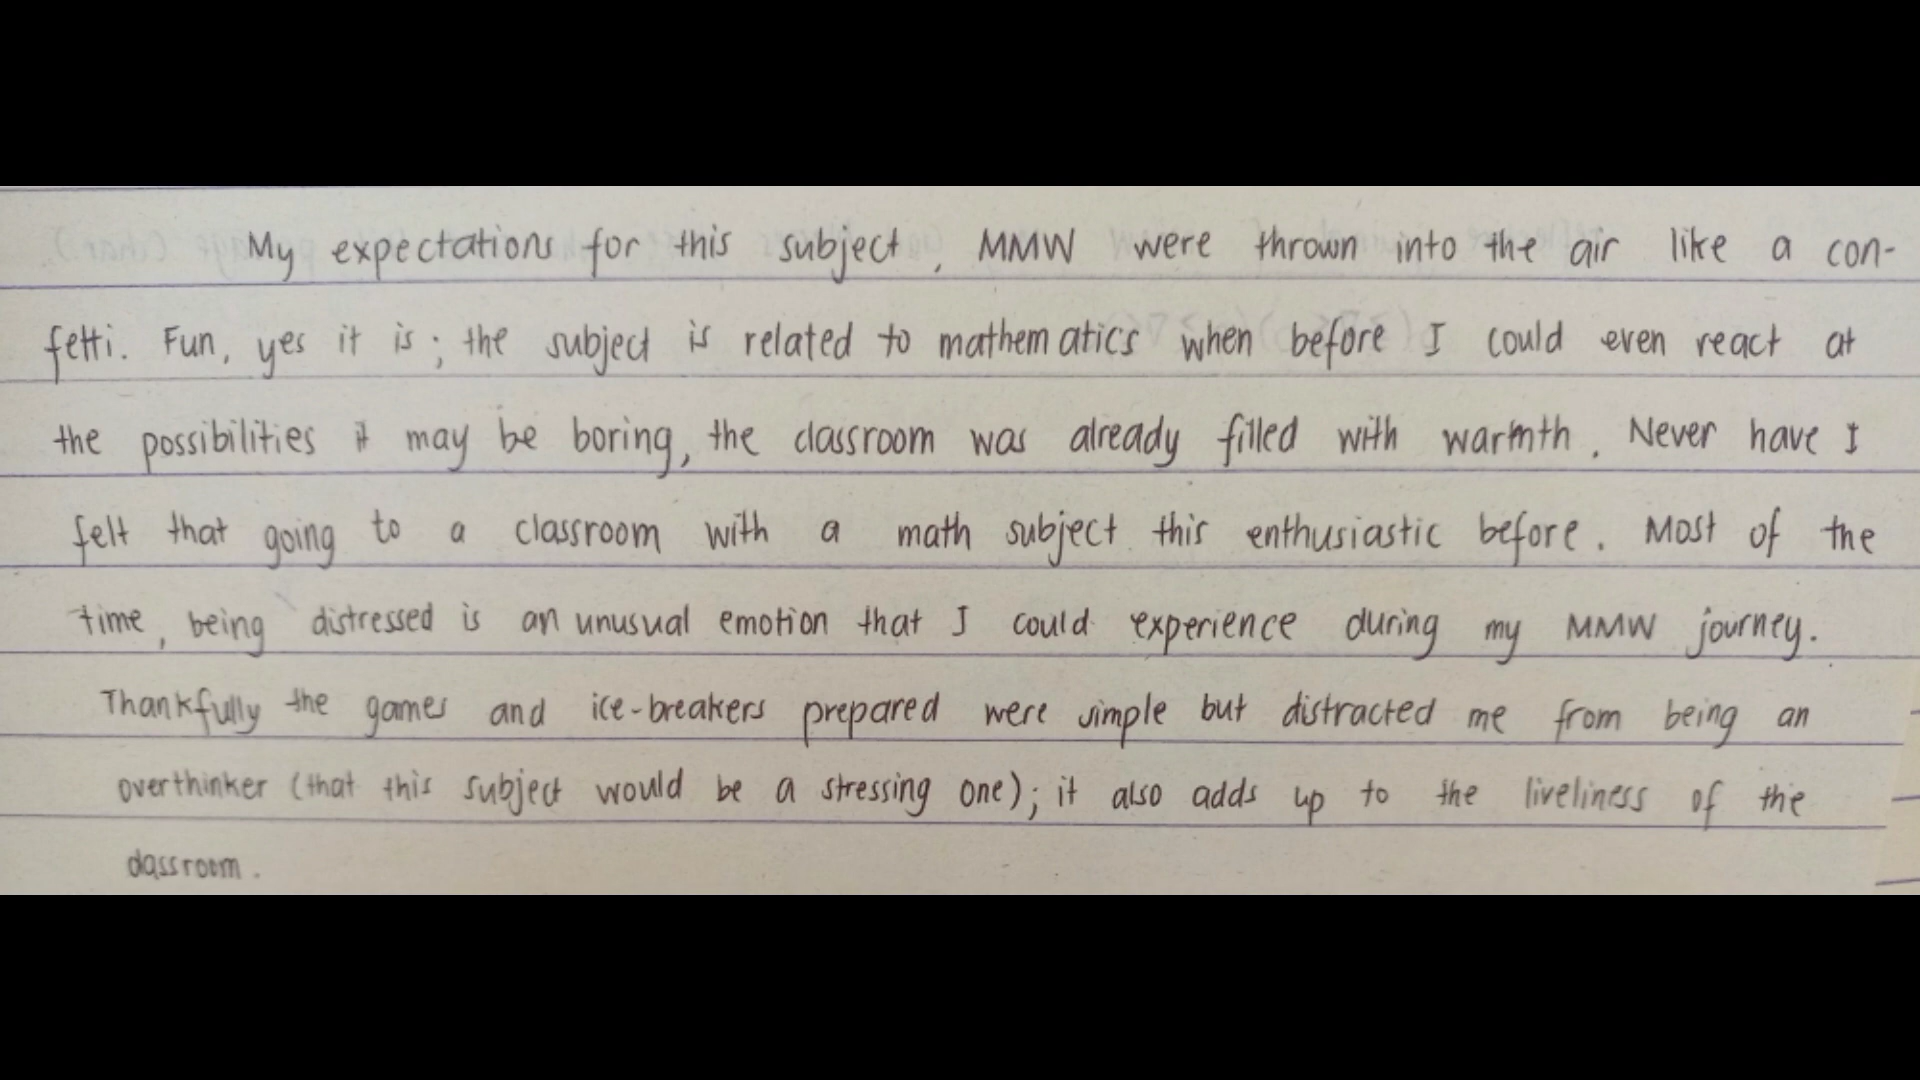 My expectations for this subject, MMW were thrown into the air like a con-
fetti. Fun, yes it is; the subject is related to mathematics when before I could even react at
the possibilities it may be boring, the classroom was already filled with warmth. Never have I
felt that going to a classroom with a math subject this enthusiastic before. Most of the
time, being distressed is an unusual emotion that I could experience during my MMW journey.
Thankfully the games and ice-breakers prepared were simple but distracted me from being an
overthinker (that this subject would be a stressing one); it also adds up to the liveliness of the
classroom.